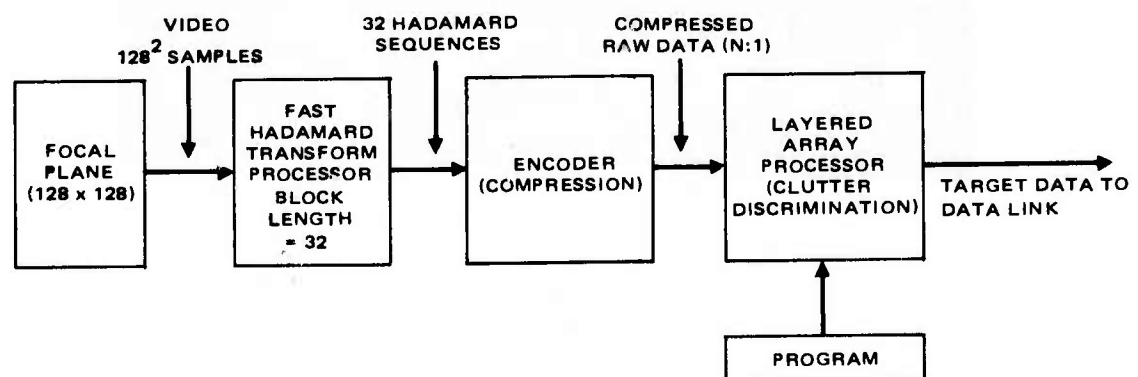 VIDEO
128² SAMPLES
32 HADAMARD
SEQUENCES
COMPRESSED
RAW DATA (N:1)
FOCAL
PLANE
(128 x 128)
FAST
HADAMARD
TRANSFORM
PROCESSOR
BLOCK
LENGTH
= 32
ENCODER
(COMPRESSION)
LAYERED
ARRAY
PROCESSOR
(CLUTTER
DISCRIMINATION)
TARGET DATA TO
DATA LINK
PROGRAM